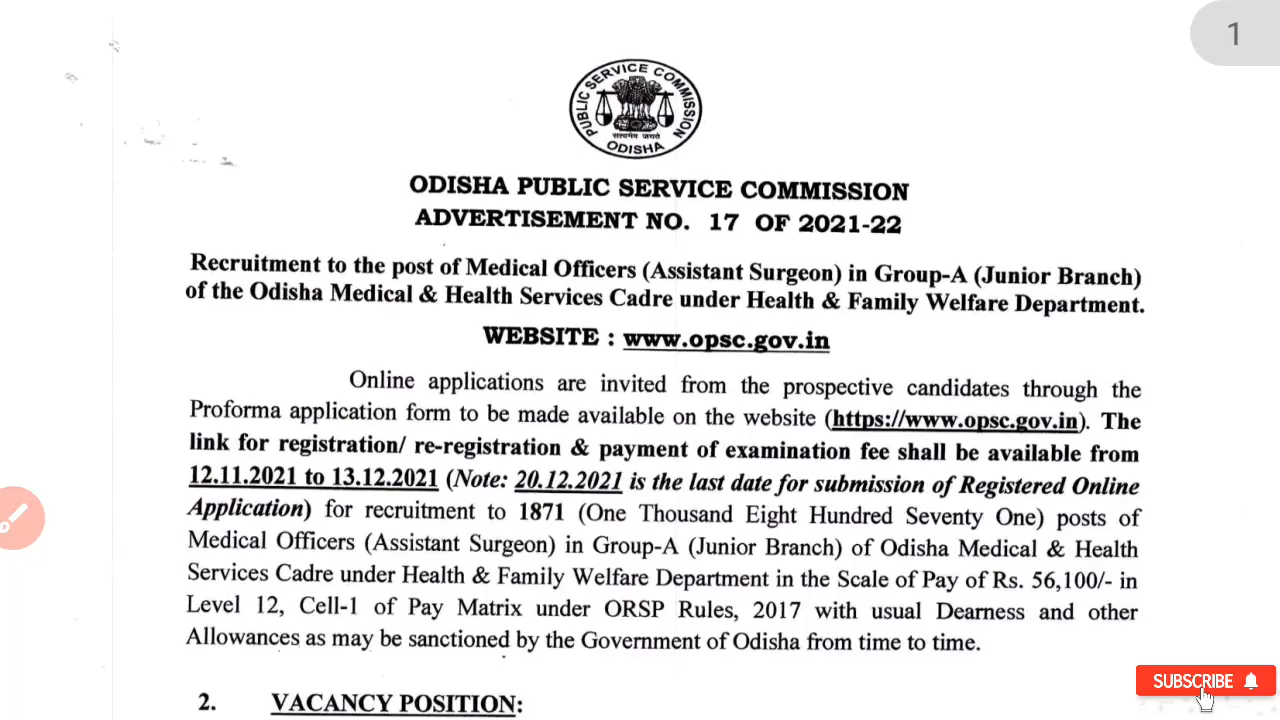 1
PUBLIC SERVICE COMMISSION
सत्यमेव जयते
ODISHA
ODISHA PUBLIC SERVICE COMMISSION
ADVERTISEMENT NO. 17 OF 2021-22
Recruitment to the post of Medical Officers (Assistant Surgeon) in Group-A (Junior Branch)
of the Odisha Medical & Health Services Cadre under Health & Family Welfare Department.
WEBSITE : www.opsc.gov.in
Online applications are invited from the prospective candidates through the
Proforma application form to be made available on the website (https://www.opsc.gov.in). The
link for registration/ re-registration & payment of examination fee shall be available from
12.11.2021 to 13.12.2021 (Note: 20.12.2021 is the last date for submission of Registered Online
Application) for recruitment to 1871 (One Thousand Eight Hundred Seventy One) posts of
Medical Officers (Assistant Surgeon) in Group-A (Junior Branch) of Odisha Medical & Health
Services Cadre under Health & Family Welfare Department in the Scale of Pay of Rs. 56,100/- in
Level 12, Cell-1 of Pay Matrix under ORSP Rules, 2017 with usual Dearness and other
Allowances as may be sanctioned by the Government of Odisha from time to time.
SUBSCRIBE
2. VACANCY POSITION: